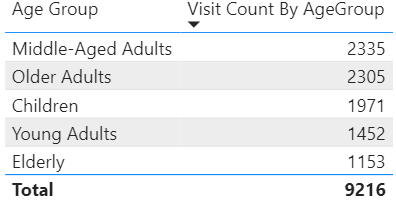 Age Group Visit Count By AgeGroup
Middle-Aged Adults 2335
Older Adults 2305
Children 1971
Young Adults 1452
Elderly 1153
Total 9216